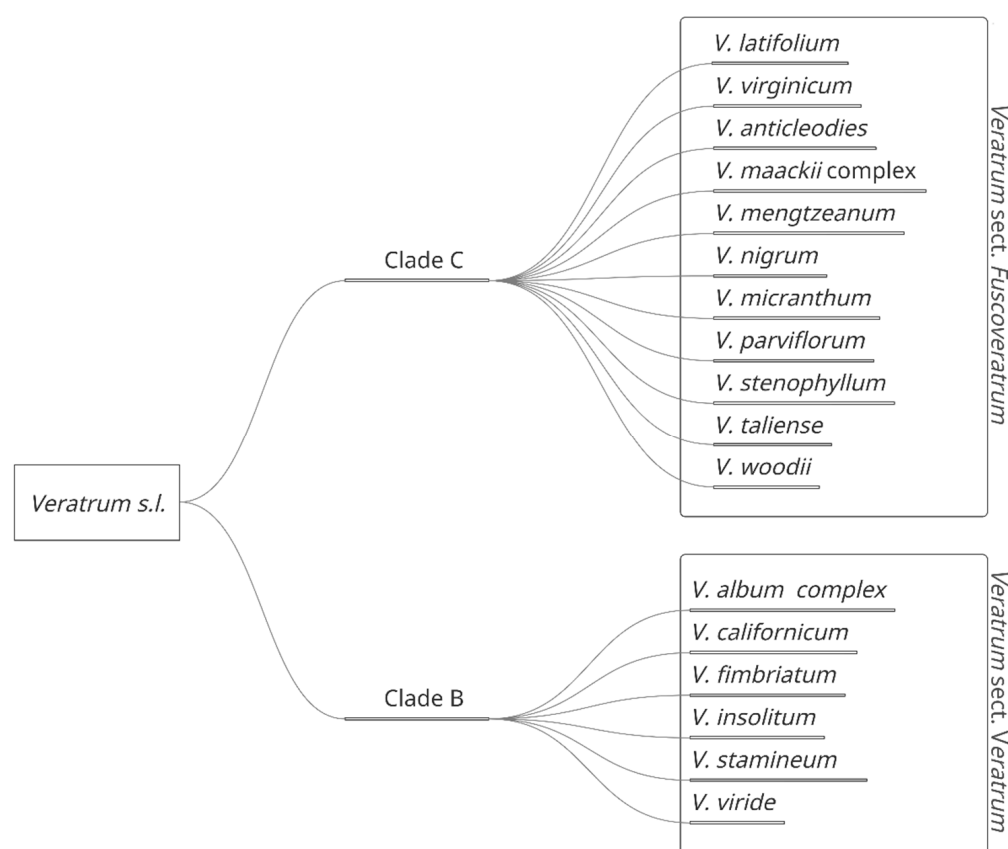 V. latifolium
V. virginicum
V. anticleodies
V. maackii complex
V. mengtzeanum
V. nigrum
V. micranthum
V. parviflorum
V. stenophyllum
V. taliense
V. woodii
Veratrum sect. Fuscoveratrum
Clade C
Veratrum s.l.
Clade B
V. album complex
V. californicum
V. fimbriatum
V. insolitum
V. stamineum
V. viride
Veratrum sect. Veratrum